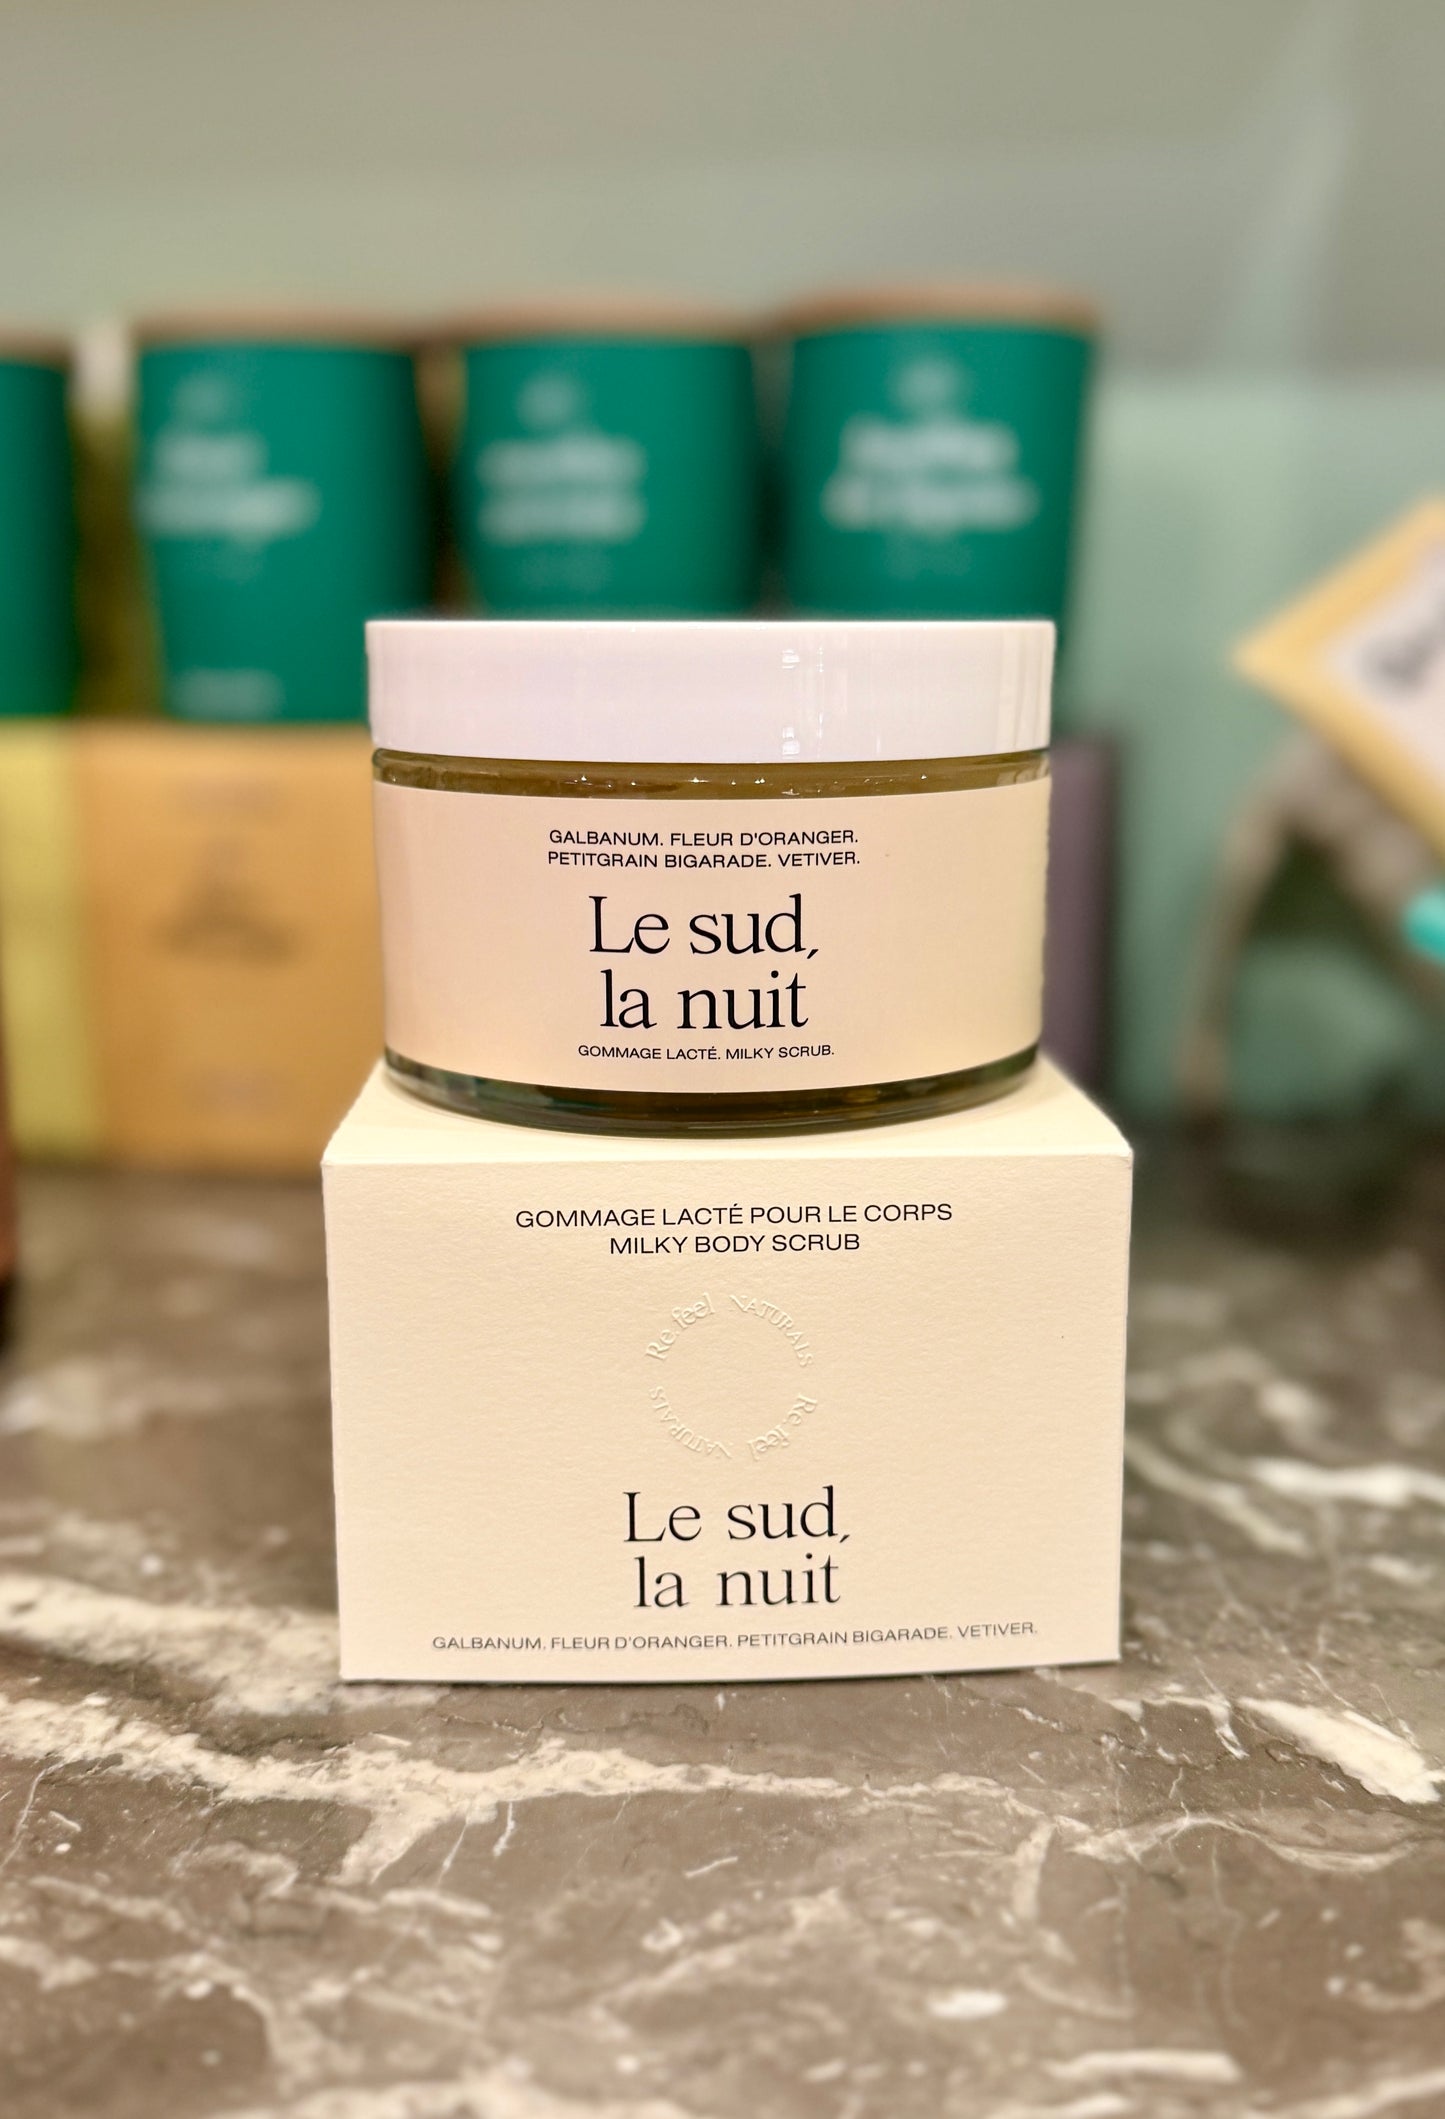 GALBANUM. FLEUR D'ORANGER.
PETITGRAIN BIGARADE. VETIVER.
Le sud,
la nuit
GOMMAGE LACTÉ. MILKY SCRUB.
GOMMAGE LACTÉ POUR LE CORPS
MILKY BODY SCRUB
Re.feel NATURALS Re.feel NATURALS
Le sud,
la nuit
GALBANUM. FLEUR D'ORANGER. PETITGRAIN BIGARADE. VETIVER.